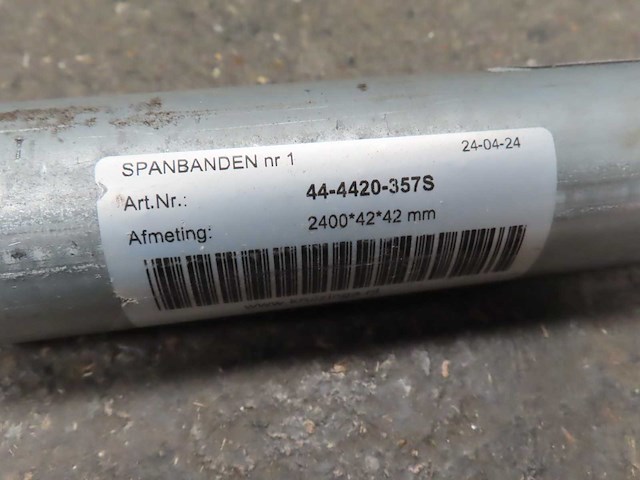 SPANBANDEN nr 1 24-04-24
Art.Nr.: 44-4420-357S
Afmeting: 2400*42*42 mm